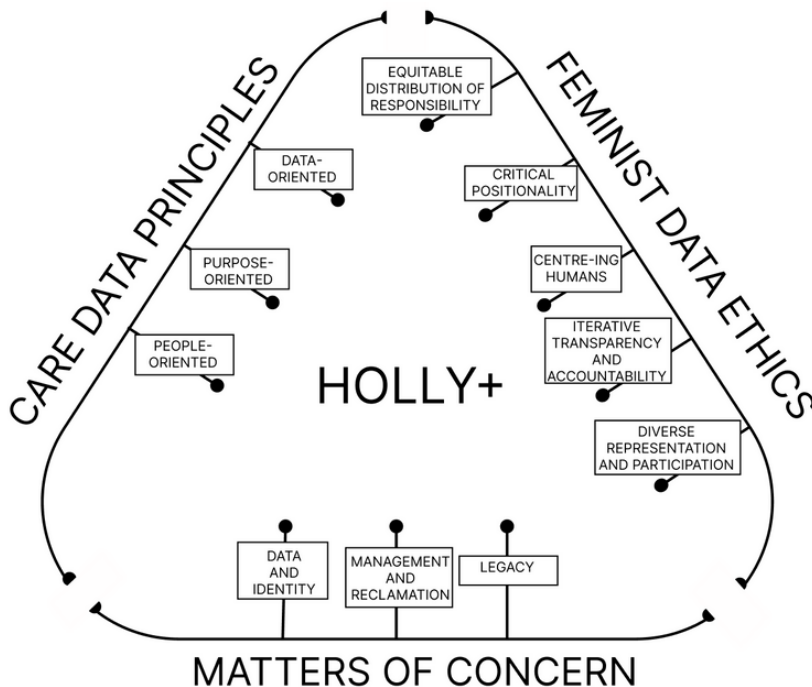 CARE DATA PRINCIPLES
FEMINIST DATA ETHICS
EQUITABLE
DISTRIBUTION OF
RESPONSIBILITY
DATA-
ORIENTED
CRITICAL
POSITIONALITY
PURPOSE-
ORIENTED
CENTRE-ING
HUMANS
PEOPLE-
ORIENTED
ITERATIVE
TRANSPARENCY
AND
ACCOUNTABILITY
HOLLY+
DIVERSE
REPRESENTATION
AND PARTICIPATION
DATA
AND
IDENTITY
MANAGEMENT
AND
RECLAMATION
LEGACY
MATTERS OF CONCERN